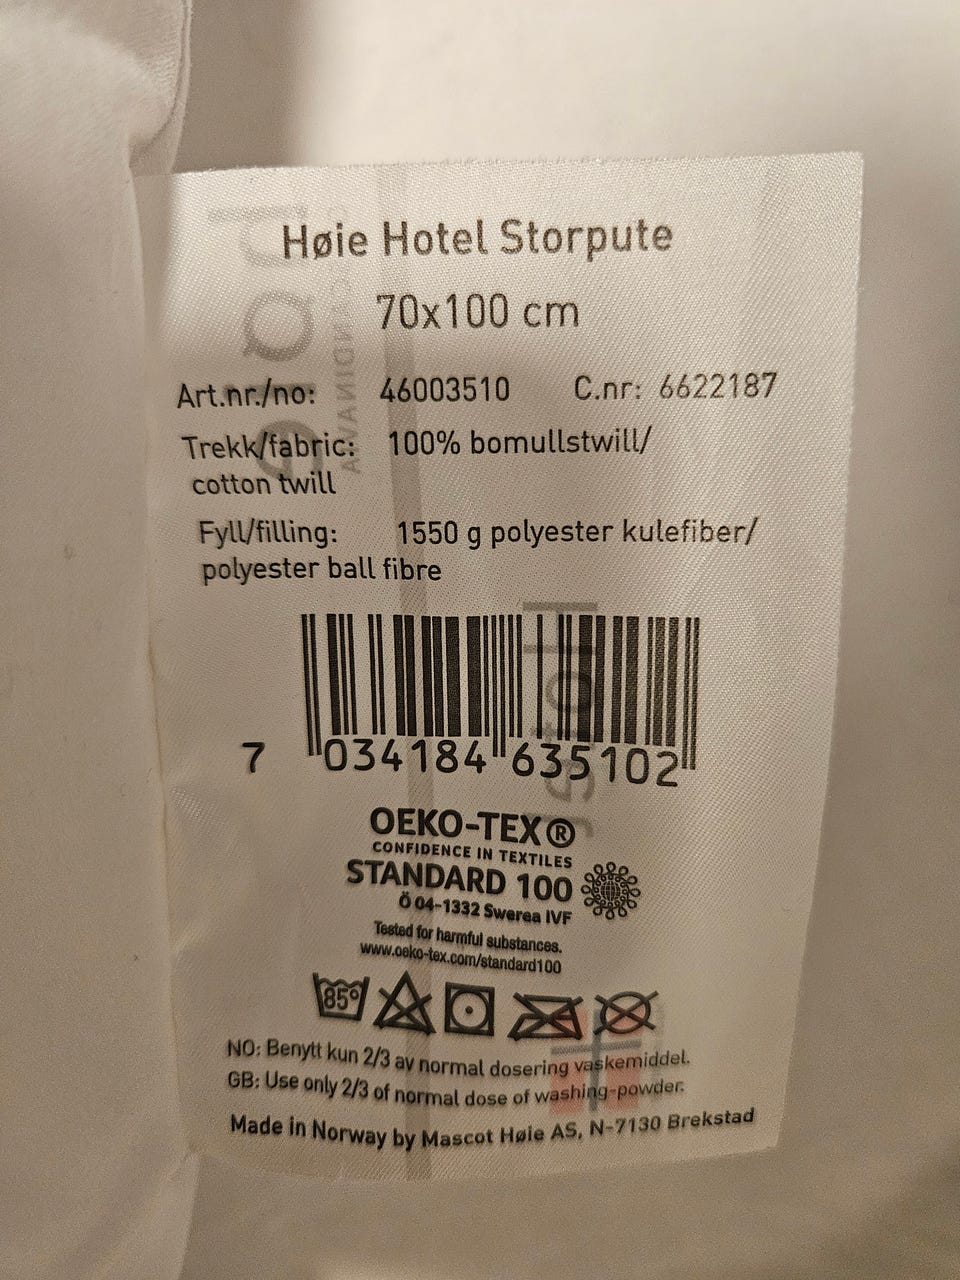 Høie Hotel Storpute
70x100 cm
Art.nr./no: 46003510 C.nr: 6622187
Trekk/fabric: 100% bomullstwill/
cotton twill
Fyll/filling: 1550 g polyester kulefiber/
polyester ball fibre
7 034184 635102
OEKO-TEX®
CONFIDENCE IN TEXTILES
STANDARD 100
Ö 04-1332 Swerea IVF
Tested for harmful substances.
www.oeko-tex.com/standard100
85°
NO: Benytt kun 2/3 av normal dosering vaskemiddel.
GB: Use only 2/3 of normal dose of washing-powder.
Made in Norway by Mascot Høie AS, N-7130 Brekstad